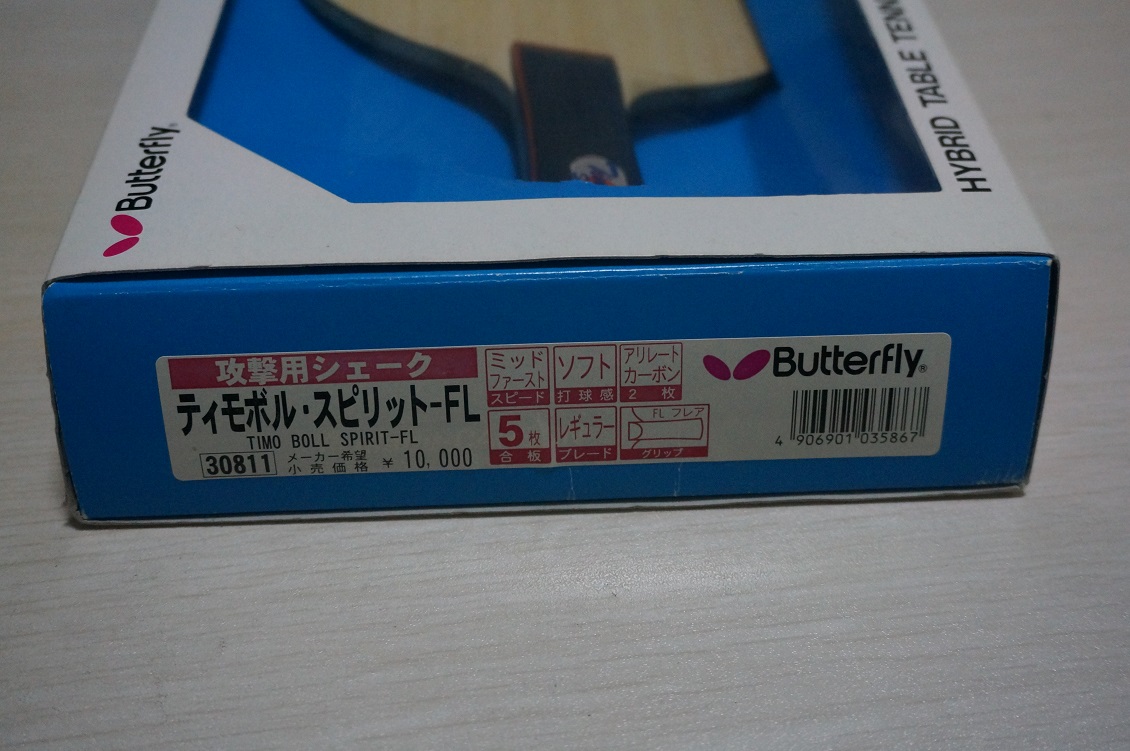 Butterfly®
HYBRID TABLE TENN
攻撃用シェーク
ティモボル・スピリット-FL
TIMO BOLL SPIRIT-FL
30811
メーカー希望
小売価格 ¥ 10,000
ミッド
ファースト
スピード
ソフト
打球感
アリレート
カーボン
2枚
5枚
合板
レギュラー
ブレード
FL フレア
グリップ
Butterfly®
4 906901 035867